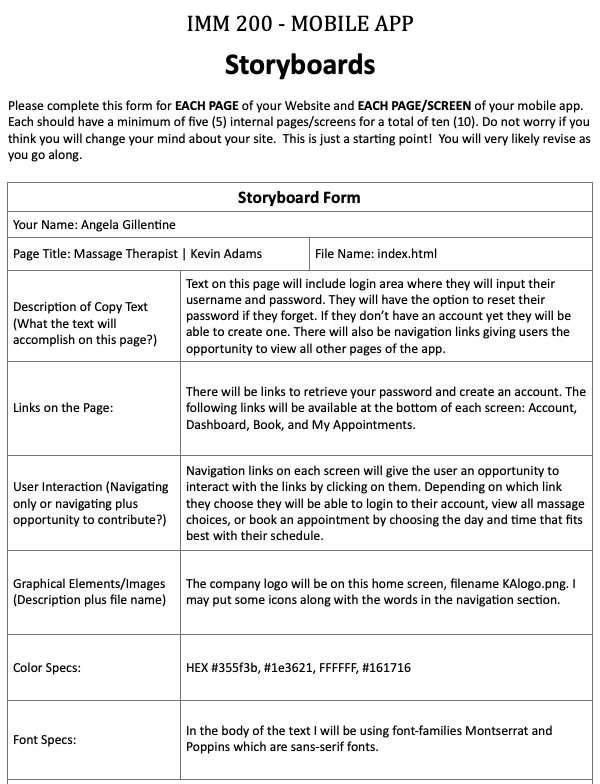 IMM 200 - MOBILE APP
Storyboards
Please complete this form for EACH PAGE of your Website and EACH PAGE/SCREEN of your mobile app.
Each should have a minimum of five (5) internal pages/screens for a total of ten (10). Do not worry if you
think you will change your mind about your site.  This is just a starting point!  You will very likely revise as
you go along.
Storyboard Form
Your Name: Angela Gillentine
Page Title: Massage Therapist | Kevin Adams
File Name: index.html
Description of Copy Text
(What the text will
accomplish on this page?)
Text on this page will include login area where they will input their
username and password. They will have the option to reset their
password if they forget. If they don’t have an account yet they will be
able to create one. There will also be navigation links giving users the
opportunity to view all other pages of the app.
Links on the Page:
There will be links to retrieve your password and create an account. The
following links will be available at the bottom of each screen: Account,
Dashboard, Book, and My Appointments.
User Interaction (Navigating
only or navigating plus
opportunity to contribute?)
Navigation links on each screen will give the user an opportunity to
interact with the links by clicking on them. Depending on which link
they choose they will be able to login to their account, view all massage
choices, or book an appointment by choosing the day and time that fits
best with their schedule.
Graphical Elements/Images
(Description plus file name)
The company logo will be on this home screen, filename KAlogo.png. I
may put some icons along with the words in the navigation section.
Color Specs:
HEX #355f3b, #1e3621, FFFFFF, #161716
Font Specs:
In the body of the text I will be using font-families Montserrat and
Poppins which are sans-serif fonts.